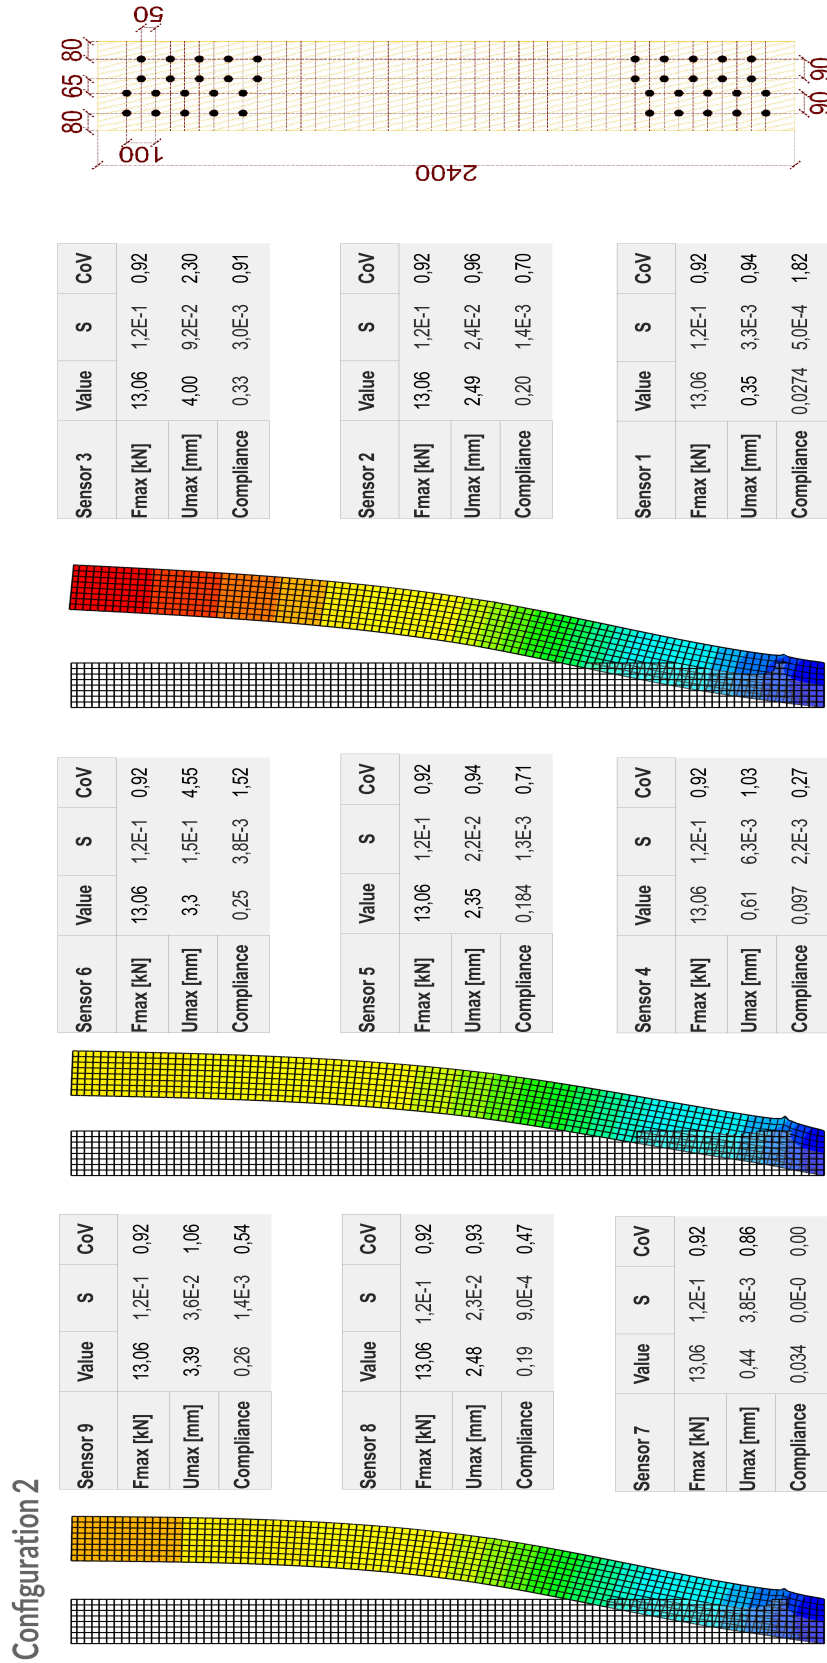 Configuration 2
Sensor 9 Value S CoV
Fmax [kN] 13,06 1,2E-1 0,92
Umax [mm] 3,39 3,6E-2 1,06
Compliance 0,26 1,4E-3 0,54
Sensor 6 Value S CoV
Fmax [kN] 13,06 1,2E-1 0,92
Umax [mm] 3,3 1,5E-1 4,55
Compliance 0,25 3,8E-3 1,52
Sensor 3 Value S CoV
Fmax [kN] 13,06 1,2E-1 0,92
Umax [mm] 4,00 9,2E-2 2,30
Compliance 0,33 3,0E-3 0,91
Sensor 8 Value S CoV
Fmax [kN] 13,06 1,2E-1 0,92
Umax [mm] 2,48 2,3E-2 0,93
Compliance 0,19 9,0E-4 0,47
Sensor 5 Value S CoV
Fmax [kN] 13,06 1,2E-1 0,92
Umax [mm] 2,35 2,2E-2 0,94
Compliance 0,184 1,3E-3 0,71
Sensor 2 Value S CoV
Fmax [kN] 13,06 1,2E-1 0,92
Umax [mm] 2,49 2,4E-2 0,96
Compliance 0,20 1,4E-3 0,70
Sensor 7 Value S CoV
Fmax [kN] 13,06 1,2E-1 0,92
Umax [mm] 0,44 3,8E-3 0,86
Compliance 0,034 0,0E-0 0,00
Sensor 4 Value S CoV
Fmax [kN] 13,06 1,2E-1 0,92
Umax [mm] 0,61 6,3E-3 1,03
Compliance 0,097 2,2E-3 0,27
Sensor 1 Value S CoV
Fmax [kN] 13,06 1,2E-1 0,92
Umax [mm] 0,35 3,3E-3 0,94
Compliance 0,0274 5,0E-4 1,82
50
80
65
80
100
2400
90
90